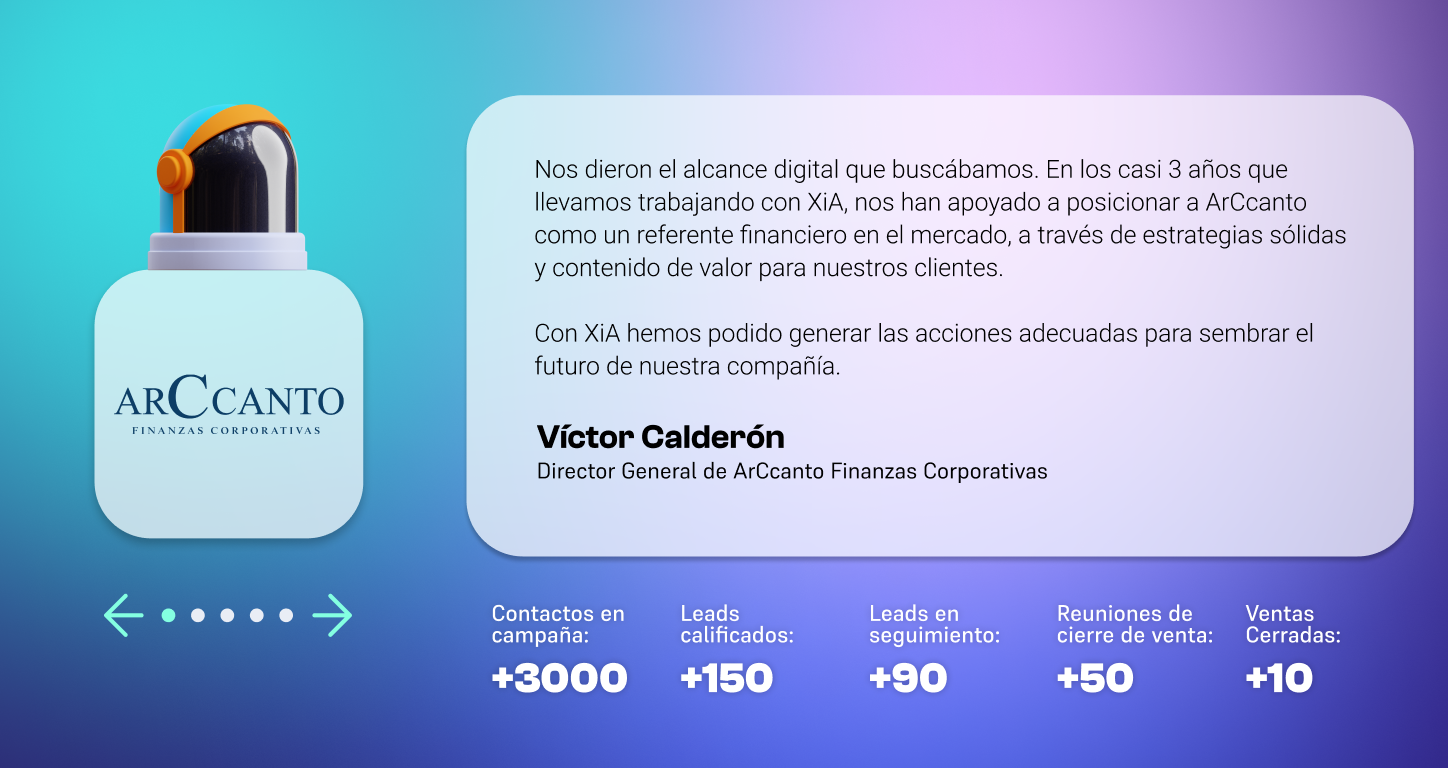 ARCCANTO
FINANZAS CORPORATIVAS
Nos dieron el alcance digital que buscábamos. En los casi 3 años que
llevamos trabajando con XiA, nos han apoyado a posicionar a ArCcanto
como un referente financiero en el mercado, a través de estrategias sólidas
y contenido de valor para nuestros clientes.
Con XiA hemos podido generar las acciones adecuadas para sembrar el
futuro de nuestra compañía.
Víctor Calderón
Director General de ArCcanto Finanzas Corporativas
Contactos en
campaña:
+3000
Leads
calificados:
+150
Leads en
seguimiento:
+90
Reuniones de
cierre de venta:
+50
Ventas
Cerradas:
+10